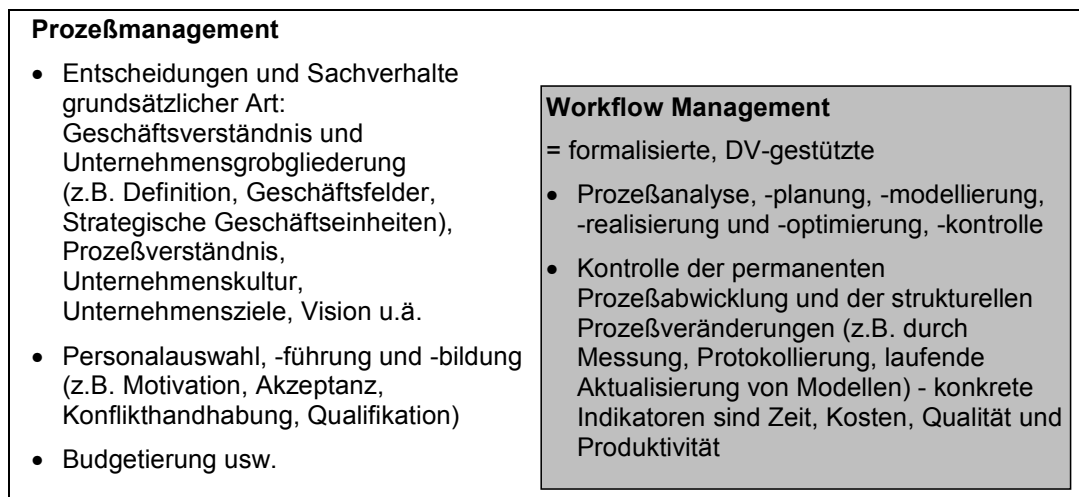 Prozeßmanagement
• Entscheidungen und Sachverhalte
grundsätzlicher Art:
Geschäftsverständnis und
Unternehmensgrobgliederung
(z.B. Definition, Geschäftsfelder,
Strategische Geschäftseinheiten),
Prozeßverständnis,
Unternehmenskultur,
Unternehmensziele, Vision u.ä.
• Personalauswahl, -führung und -bildung
(z.B. Motivation, Akzeptanz,
Konflikthandhabung, Qualifikation)
• Budgetierung usw.
Workflow Management
= formalisierte, DV-gestützte
• Prozeßanalyse, -planung, -modellierung,
-realisierung und -optimierung, -kontrolle
• Kontrolle der permanenten
Prozeßabwicklung und der strukturellen
Prozeßveränderungen (z.B. durch
Messung, Protokollierung, laufende
Aktualisierung von Modellen) - konkrete
Indikatoren sind Zeit, Kosten, Qualität und
Produktivität